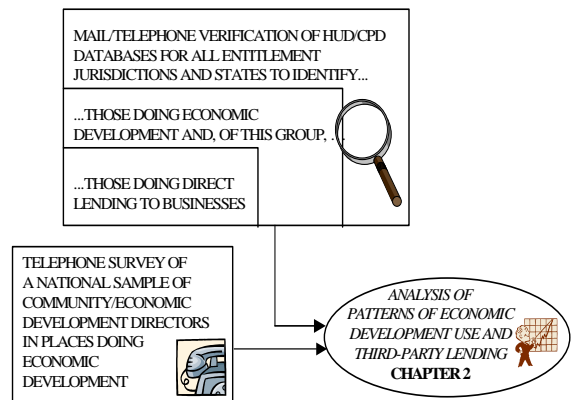 MAIL/TELEPHONE VERIFICATION OF HUD/CPD
DATABASES FOR ALL ENTITLEMENT
JURISDICTIONS AND STATES TO IDENTIFY...
...THOSE DOING ECONOMIC
DEVELOPMENT AND, OF THIS GROUP, ...
...THOSE DOING DIRECT
LENDING TO BUSINESSES
TELEPHONE SURVEY OF
A NATIONAL SAMPLE OF
COMMUNITY/ECONOMIC
DEVELOPMENT DIRECTORS
IN PLACES DOING
ECONOMIC
DEVELOPMENT
ANALYSIS OF
PATTERNS OF ECONOMIC
DEVELOPMENT USE AND
THIRD-PARTY LENDING
CHAPTER 2